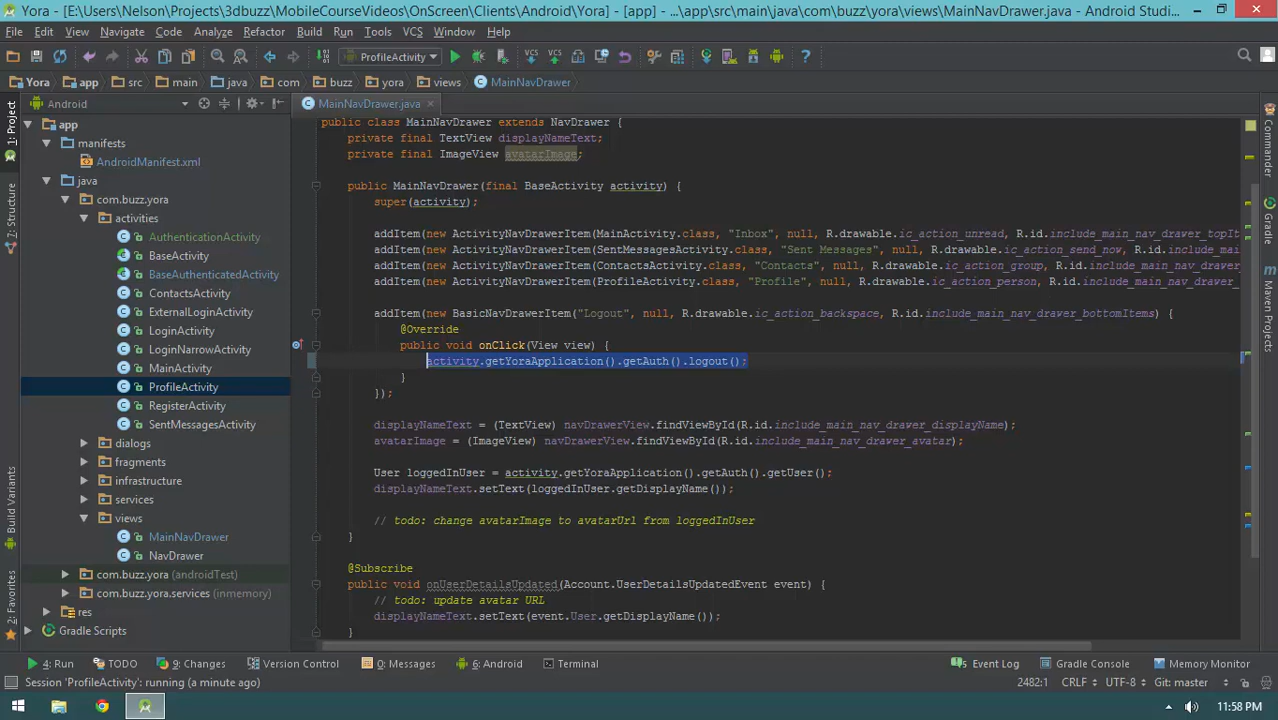 Yora - [E:\Users\Nelson\Projects\3dbuzz\MobileCourseVideos\OnScreen\Clients\Android\Yora] - [app] - ...\app\src\main\java\com\buzz\yora\views\MainNavDrawer.java - Android Stud...
File Edit View Navigate Code Analyze Refactor Build Run Tools VCS Window Help
ProfileActivity
Yora app src main java com buzz yora views MainNavDrawer
Android MainNavDrawer.java
app
manifests
AndroidManifest.xml
java
com.buzz.yora
activities
AuthenticationActivity
BaseActivity
BaseAuthenticatedActivity
ContactsActivity
ExternalLoginActivity
LoginActivity
LoginNarrowActivity
MainActivity
ProfileActivity
RegisterActivity
SentMessagesActivity
dialogs
fragments
infrastructure
services
views
MainNavDrawer
NavDrawer
com.buzz.yora (androidTest)
com.buzz.yora.services (inmemory)
res
Gradle Scripts
1: Project
7: Structure
Build Variants
2: Favorites
public class MainNavDrawer extends NavDrawer {
private final TextView displayNameText;
private final ImageView avatarImage;
public MainNavDrawer(final BaseActivity activity) {
super(activity);
addItem(new ActivityNavDrawerItem(MainActivity.class, "Inbox", null, R.drawable.ic_action_unread, R.id.include_main_nav_drawer_topIt
addItem(new ActivityNavDrawerItem(SentMessagesActivity.class, "Sent Messages", null, R.drawable.ic_action_send_now, R.id.include_mai
addItem(new ActivityNavDrawerItem(ContactsActivity.class, "Contacts", null, R.drawable.ic_action_group, R.id.include_main_nav_drawer
addItem(new ActivityNavDrawerItem(ProfileActivity.class, "Profile", null, R.drawable.ic_action_person, R.id.include_main_nav_drawer_
addItem(new BasicNavDrawerItem("Logout", null, R.drawable.ic_action_backspace, R.id.include_main_nav_drawer_bottomItems) {
@Override
public void onClick(View view) {
activity.getYoraApplication().getAuth().logout();
}
});
displayNameText = (TextView) navDrawerView.findViewById(R.id.include_main_nav_drawer_displayName);
avatarImage = (ImageView) navDrawerView.findViewById(R.id.include_main_nav_drawer_avatar);
User loggedInUser = activity.getYoraApplication().getAuth().getUser();
displayNameText.setText(loggedInUser.getDisplayName());
// todo: change avatarImage to avatarUrl from loggedInUser
}
@Subscribe
public void onUserDetailsUpdated(Account.UserDetailsUpdatedEvent event) {
// todo: update avatar URL
displayNameText.setText(event.User.getDisplayName());
}
Commander
Gradle
Maven Projects
4: Run TODO 9: Changes Version Control 0: Messages 6: Android Terminal Event Log Gradle Console Memory Monitor
Session 'ProfileActivity': running (a minute ago) 2482:1 CRLF UTF-8 Git: master
11:58 PM